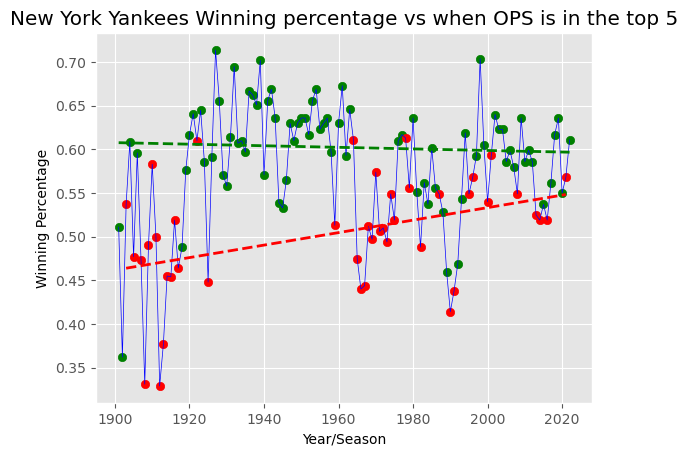 New York Yankees Winning percentage vs when OPS is in the top 5
0.70
0.65
0.60
0.55
0.50
0.45
0.40
0.35
Winning Percentage
1900 1920 1940 1960 1980 2000 2020
Year/Season